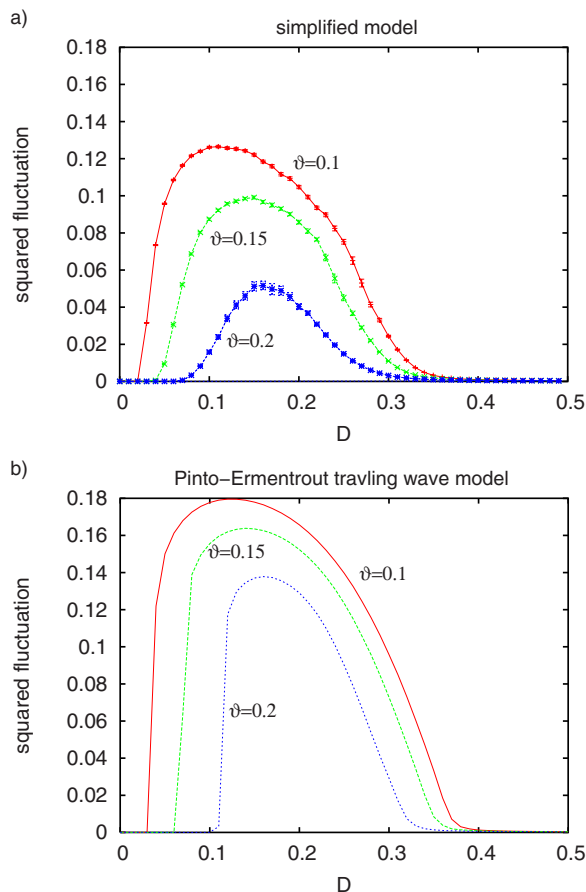 a)
simplified model
0.18
0.16
0.14
0.12
0.1
0.08
0.06
0.04
0.02
0
squared fluctuation
ϑ=0.1
ϑ=0.15
ϑ=0.2
0 0.1 0.2 0.3 0.4 0.5
D
b)
Pinto−Ermentrout travling wave model
0.18
0.16
0.14
0.12
0.1
0.08
0.06
0.04
0.02
0
squared fluctuation
ϑ=0.15
ϑ=0.1
ϑ=0.2
0 0.1 0.2 0.3 0.4 0.5
D